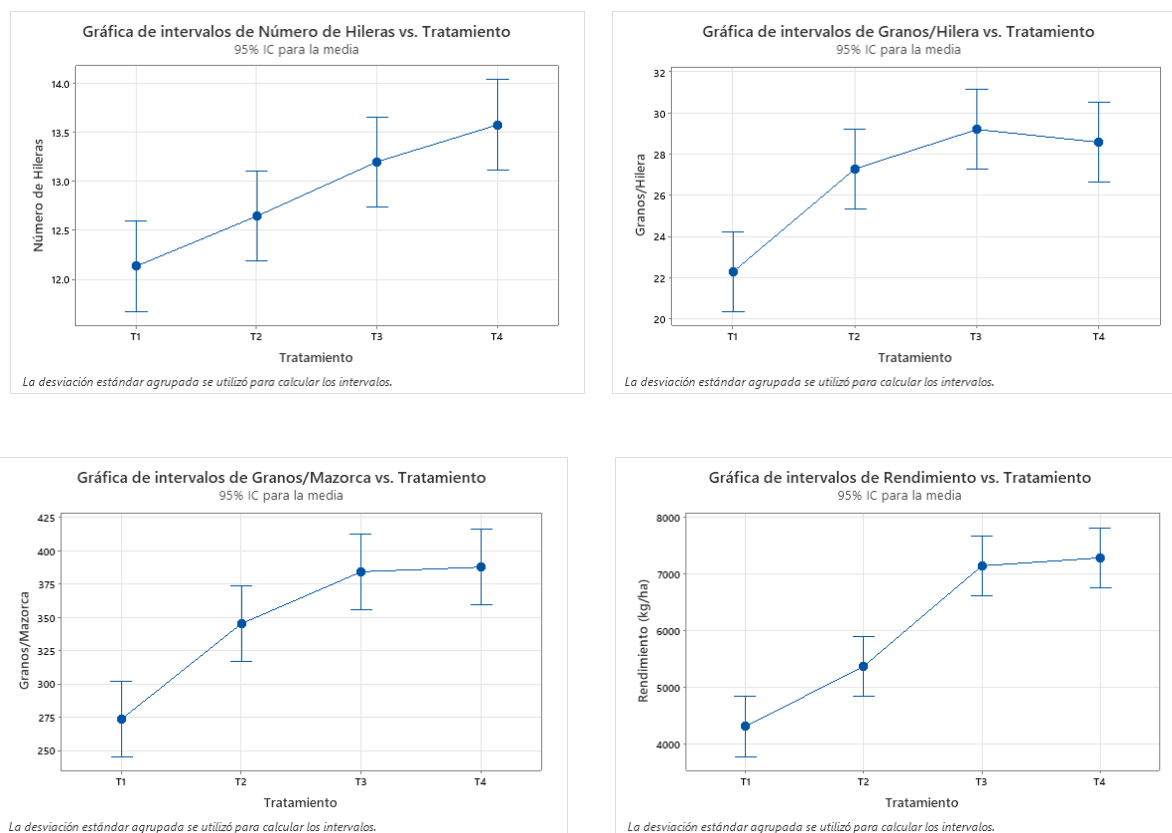 Gráfica de intervalos de Número de Hileras vs. Tratamiento
95% IC para la media
14.0
13.5
13.0
12.5
12.0
Número de Hileras
T1 T2 T3 T4
Tratamiento
La desviación estándar agrupada se utilizó para calcular los intervalos.
Gráfica de intervalos de Granos/Hilera vs. Tratamiento
95% IC para la media
32
30
28
26
24
22
20
Granos/Hilera
T1 T2 T3 T4
Tratamiento
La desviación estándar agrupada se utilizó para calcular los intervalos.
Gráfica de intervalos de Granos/Mazorca vs. Tratamiento
95% IC para la media
425
400
375
350
325
300
275
250
Granos/Mazorca
T1 T2 T3 T4
Tratamiento
La desviación estándar agrupada se utilizó para calcular los intervalos.
Gráfica de intervalos de Rendimiento vs. Tratamiento
95% IC para la media
8000
7000
6000
5000
4000
Rendimiento (kg/ha)
T1 T2 T3 T4
Tratamiento
La desviación estándar agrupada se utilizó para calcular los intervalos.